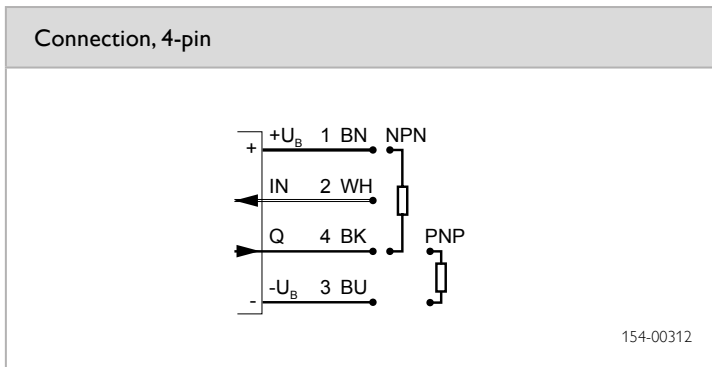 Connection, 4-pin
+U_B 1 BN NPN
+
IN 2 WH
Q 4 BK PNP
-U_B 3 BU
-
154-00312